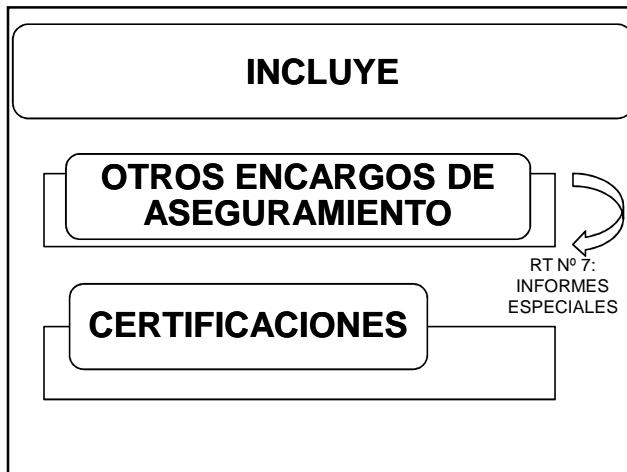 INCLUYE
OTROS ENCARGOS DE
ASEGURAMIENTO
RT Nº 7:
INFORMES
ESPECIALES
CERTIFICACIONES